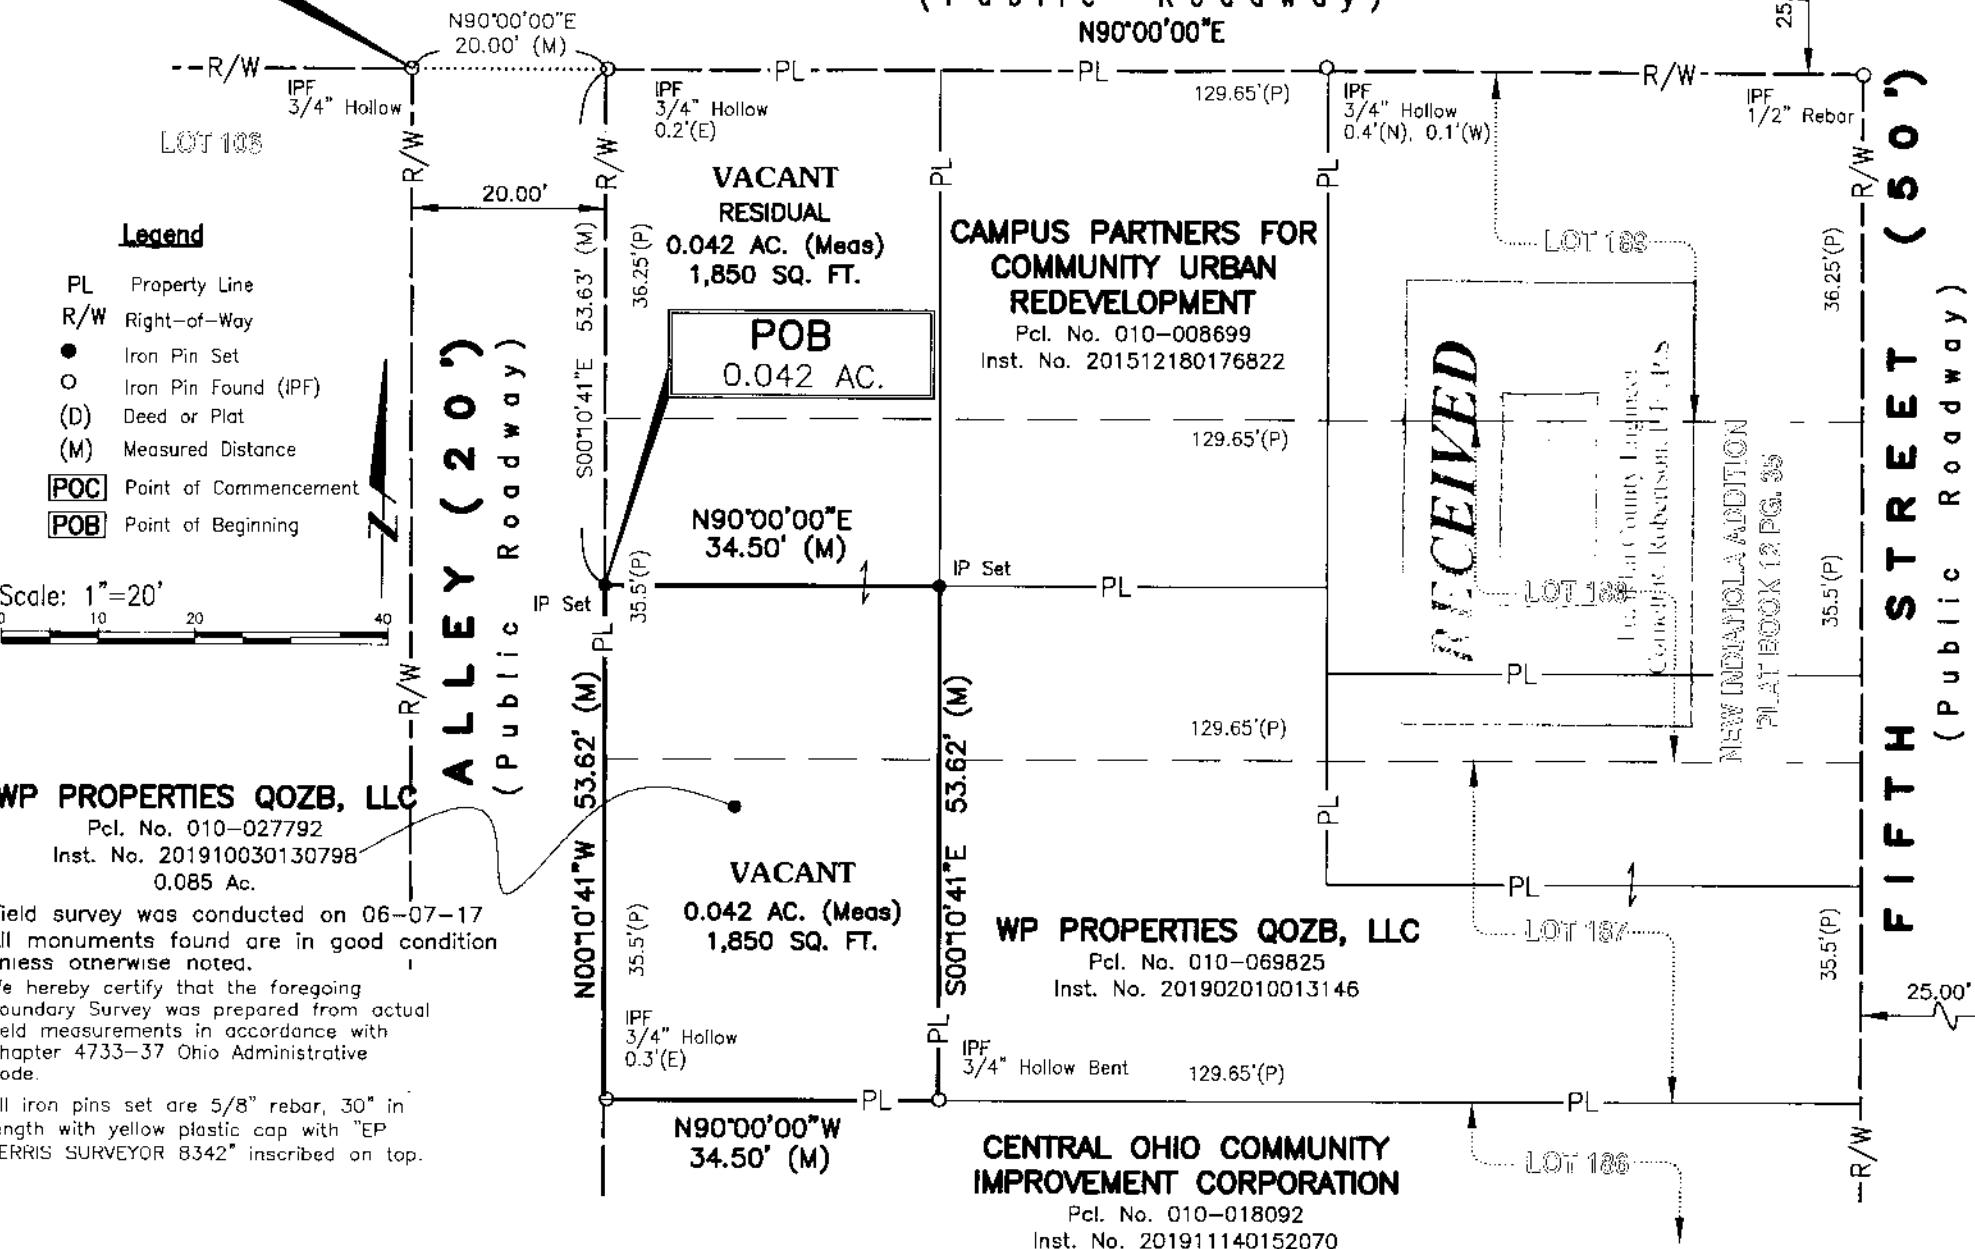 (Public Roadway)
N90°00'00"E
N90°00'00"E
20.00' (M)
25.
R/W
PL
PL
R/W
IPF
3/4" Hollow
IPF
3/4" Hollow
0.2'(E)
129.65'(P)
IPF
3/4" Hollow
0.4'(N), 0.1'(W)
IPF
1/2" Rebar
LOT 106
R/W
R/W
PL
PL
R/W
20.00'
VACANT
RESIDUAL
0.042 AC. (Meas)
1,850 SQ. FT.
CAMPUS PARTNERS FOR
COMMUNITY URBAN
REDEVELOPMENT
Pcl. No. 010-008699
Inst. No. 201512180176822
LOT 189
Legend
PL Property Line
R/W Right-of-Way
Iron Pin Set
Iron Pin Found (IPF)
(D) Deed or Plat
(M) Measured Distance
POC Point of Commencement
POB Point of Beginning
Scale: 1"=20'
0 10 20 40
Z
ALLEY (20')
(Public Roadway)
R/W
S00°10'41"E 53.63' (M)
36.25'(P)
36.25'(P)
POB
0.042 AC.
129.65'(P)
N90°00'00"E
34.50' (M)
IP Set
IP Set
PL
35.5'(P)
PL
RECEIVED
County Engineer
Cornell R. Robertson, P.E., P.S.
LOT 188
NEW INDIANOLA ADDITION
PLAT BOOK 12 PG. 35
35.5'(P)
FIFTH STREET (50')
(Public Roadway)
PL
129.65'(P)
N00°10'41"W 53.62' (M)
S00°10'41"E 53.62' (M)
WP PROPERTIES QOZB, LLC
Pcl. No. 010-027792
Inst. No. 201910030130798
0.085 Ac.
PL
PL
VACANT
0.042 AC. (Meas)
1,850 SQ. FT.
35.5'(P)
WP PROPERTIES QOZB, LLC
Pcl. No. 010-069825
Inst. No. 201902010013146
LOT 187
35.5'(P)
25.00'
ield survey was conducted on 06-07-17
ll monuments found are in good condition
nless otherwise noted.
e hereby certify that the foregoing
oundary Survey was prepared from actual
eld measurements in accordance with
hapter 4733-37 Ohio Administrative
ode.
ll iron pins set are 5/8" rebar, 30" in
ngth with yellow plastic cap with "EP
ERRIS SURVEYOR 8342" inscribed on top.
IPF
3/4" Hollow
0.3'(E)
PL
IPF
3/4" Hollow Bent
129.65'(P)
PL
PL
N90°00'00"W
34.50' (M)
CENTRAL OHIO COMMUNITY
IMPROVEMENT CORPORATION
Pcl. No. 010-018092
Inst. No. 201911140152070
LOT 186
R/W